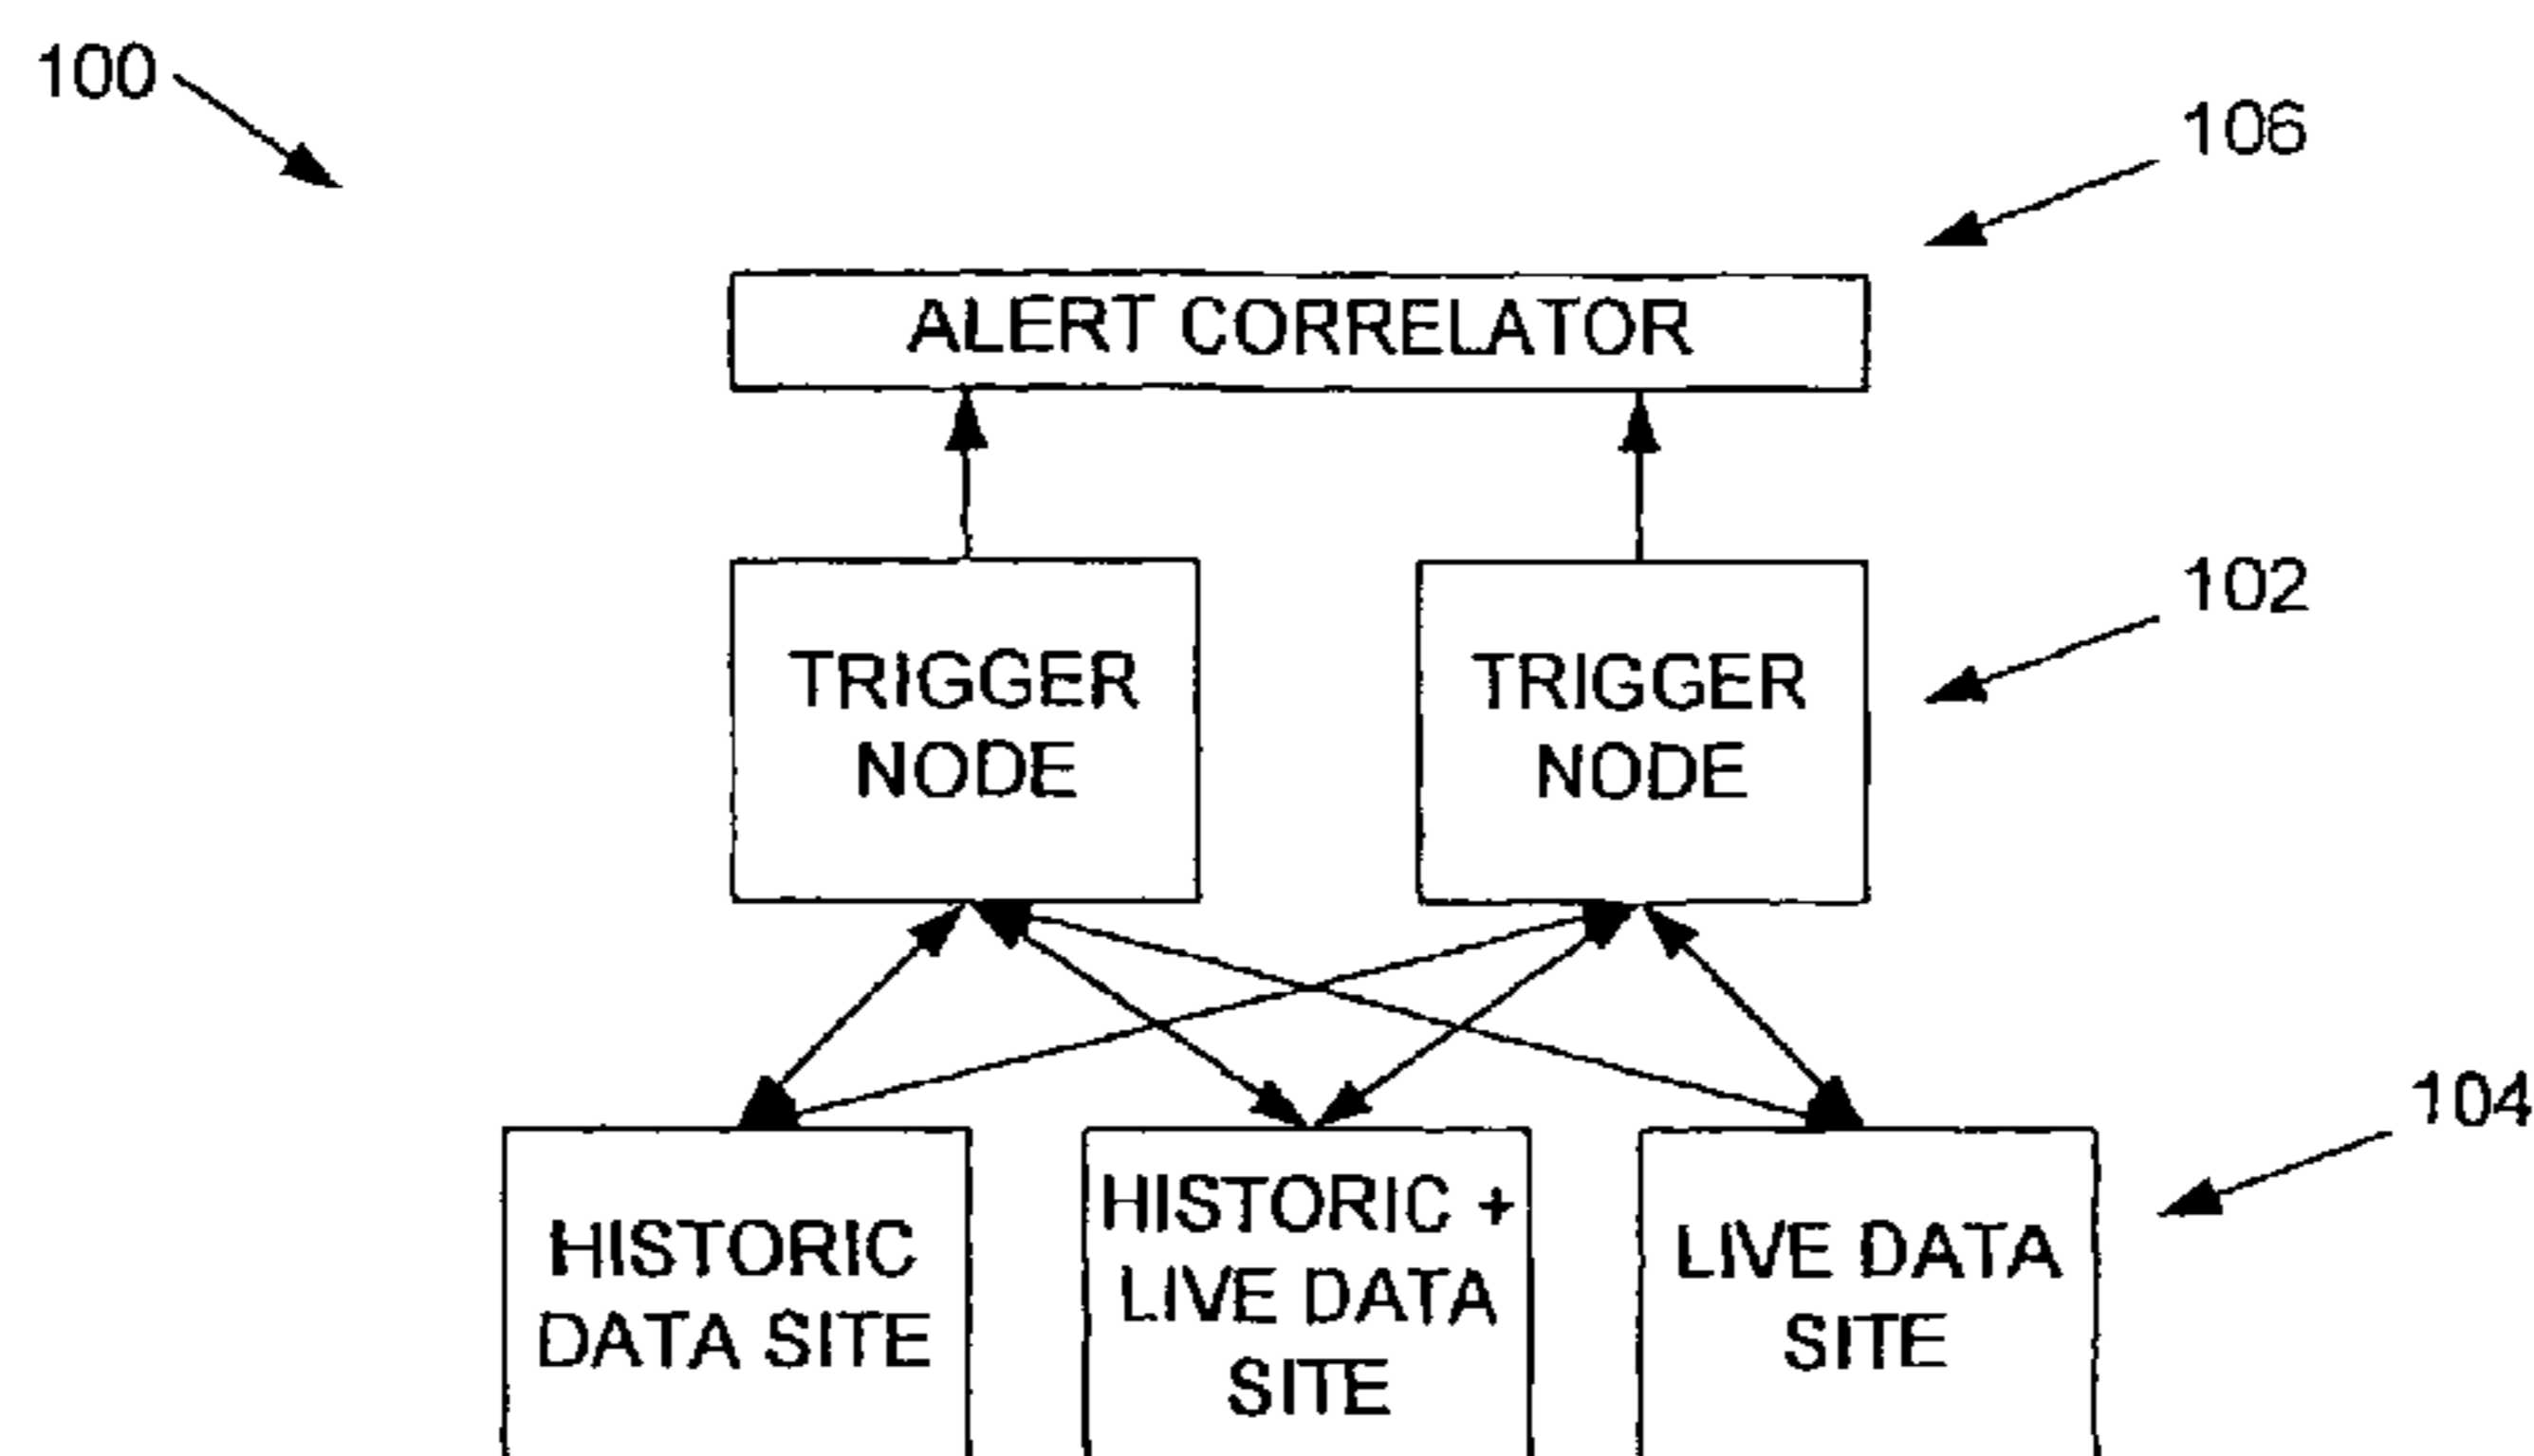 100
106
ALERT CORRELATOR
102
TRIGGER
NODE
TRIGGER
NODE
104
HISTORIC
DATA SITE
HISTORIC +
LIVE DATA
SITE
LIVE DATA
SITE